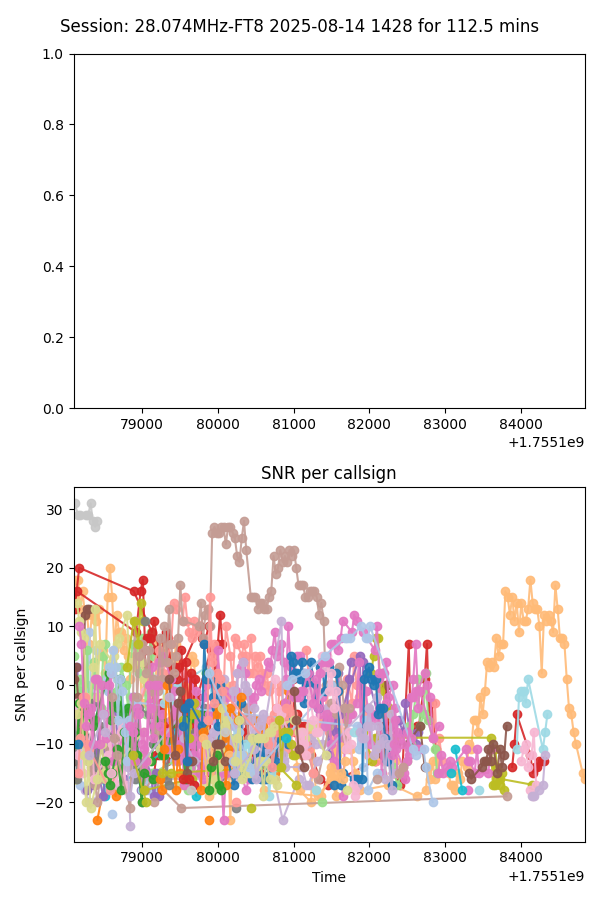 Session: 28.074MHz-FT8 2025-08-14 1428 for 112.5 mins
1.0
0.8
0.6
0.4
0.2
0.0
79000 80000 81000 82000 83000 84000
+1.7551e9
SNR per callsign
30
20
10
0
−10
−20
SNR per callsign
79000 80000 81000 82000 83000 84000
Time
+1.7551e9